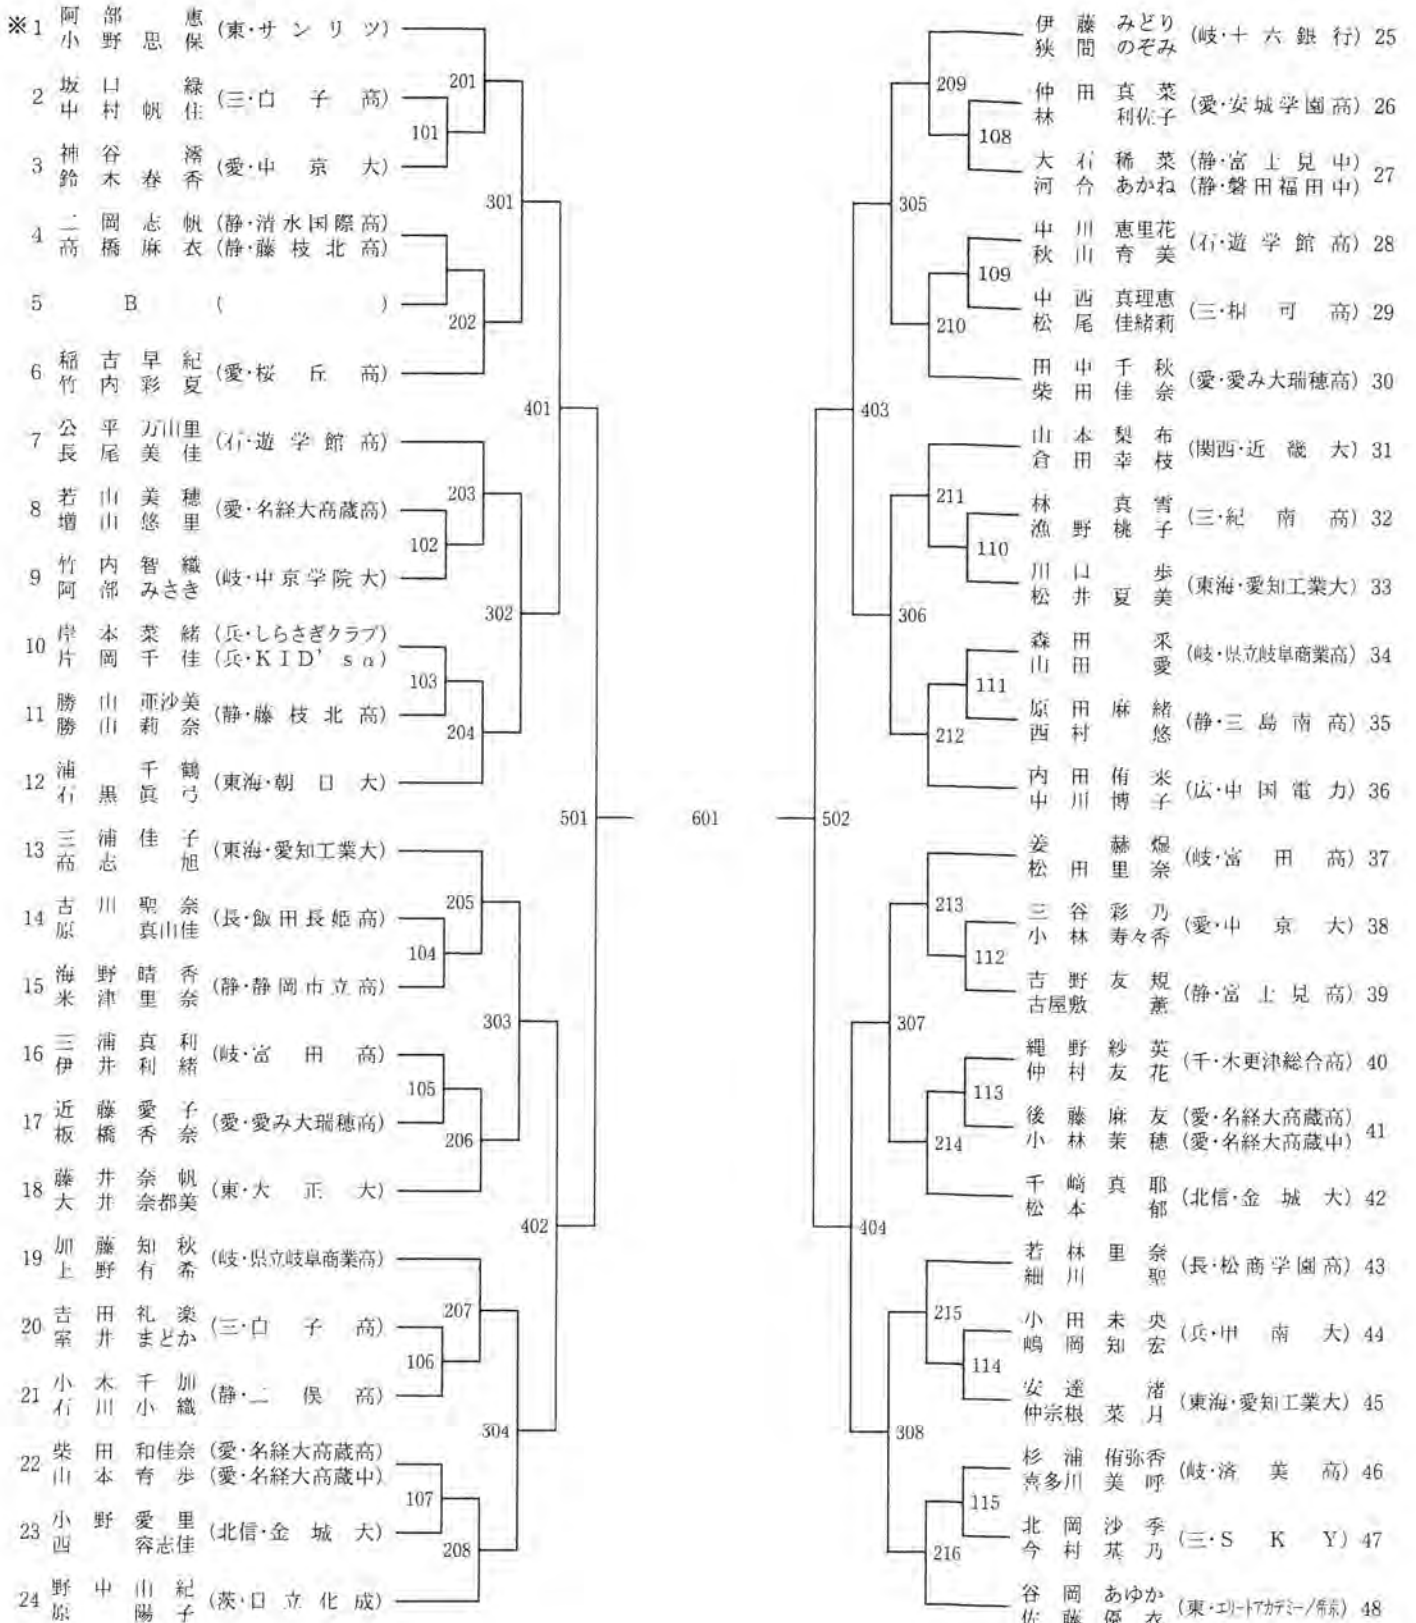 ※1 阿部 恵 (東・サンリツ)
小野思保
2 坂口 緑 (三・白子高)
中村帆佳
3 神谷 澪 (愛・中京大)
鈴木春香
4 二岡志帆 (静・清水国際高)
高橋麻衣 (静・藤枝北高)
5 B ( )
6 稲吉早紀 (愛・桜丘高)
竹内彩夏
7 公平万由里 (石・遊学館高)
長尾美佳
8 若山美穂 (愛・名経大高蔵高)
増山悠里
9 竹内智織 (岐・中京学院大)
阿部みさき
10 岸本菜緒 (兵・しらさぎクラブ)
片岡千佳 (兵・KID'sα)
11 勝山亜沙美 (静・藤枝北高)
勝山莉奈
12 浦 千鶴 (東海・朝日大)
石黒眞弓
13 三浦佳子 (東海・愛知工業大)
高志 旭
14 古川聖奈 (長・飯田長姫高)
原 真由佳
15 海野晴香 (静・静岡市立高)
米津里奈
16 三浦真利 (岐・富田高)
伊井利緒
17 近藤愛子 (愛・愛み大瑞穂高)
板橋香奈
18 藤井奈帆 (東・大正大)
大井奈都美
19 加藤知秋 (岐・県立岐阜商業高)
上野有希
20 吉田礼楽 (三・白子高)
室井まどか
21 小木千加 (静・二俣高)
石川小織
22 柴田和佳奈 (愛・名経大高蔵高)
山本育歩 (愛・名経大高蔵中)
23 小野愛里 (北信・金城大)
西 容志佳
24 野中由紀 (茨・日立化成)
原 陽子
201
101
301
202
401
203
102
302
103
204
501
205
104
303
105
206
402
207
106
304
107
208
601
伊藤みどり (岐・十六銀行) 25
狭間のぞみ
仲田真菜 (愛・安城学園高) 26
林 利佐子
大石稀菜 (静・富士見中) 27
河合あかね (静・磐田福田中)
中川恵里花 (石・遊学館高) 28
秋山育美
中西真理恵 (三・相可高) 29
松尾佳緒莉
田中千秋 (愛・愛み大瑞穂高) 30
柴田佳奈
山本梨布 (関西・近畿大) 31
倉田幸枝
林 真雪 (三・紀南高) 32
漁野桃子
川口 歩 (東海・愛知工業大) 33
松井夏美
森田 采 (岐・県立岐阜商業高) 34
山田 愛
原田麻緒 (静・三島南高) 35
西村 悠
内田侑来 (広・中国電力) 36
中川博子
姜 赫煜 (岐・富田高) 37
松田里奈
三谷彩乃 (愛・中京大) 38
小林寿々香
吉野友規 (静・富士見高) 39
古屋敷 薫
縄野紗英 (千・木更津総合高) 40
仲村友花
後藤麻友 (愛・名経大高蔵高) 41
小林茉穂 (愛・名経大高蔵中)
千﨑真耶 (北信・金城大) 42
松本 郁
若林里奈 (長・松商学園高) 43
細川 聖
小田未央 (兵・甲南大) 44
嶋岡知宏
安達 渚 (東海・愛知工業大) 45
仲宗根菜月
杉浦侑弥香 (岐・済美高) 46
喜多川美呼
北岡沙季 (三・SKY) 47
今村菜乃
谷岡あゆか (東・エリートアカデミー/帝京) 48
佐藤優衣
209
108
305
109
210
403
211
110
306
111
212
502
213
112
307
113
214
404
215
114
308
115
216